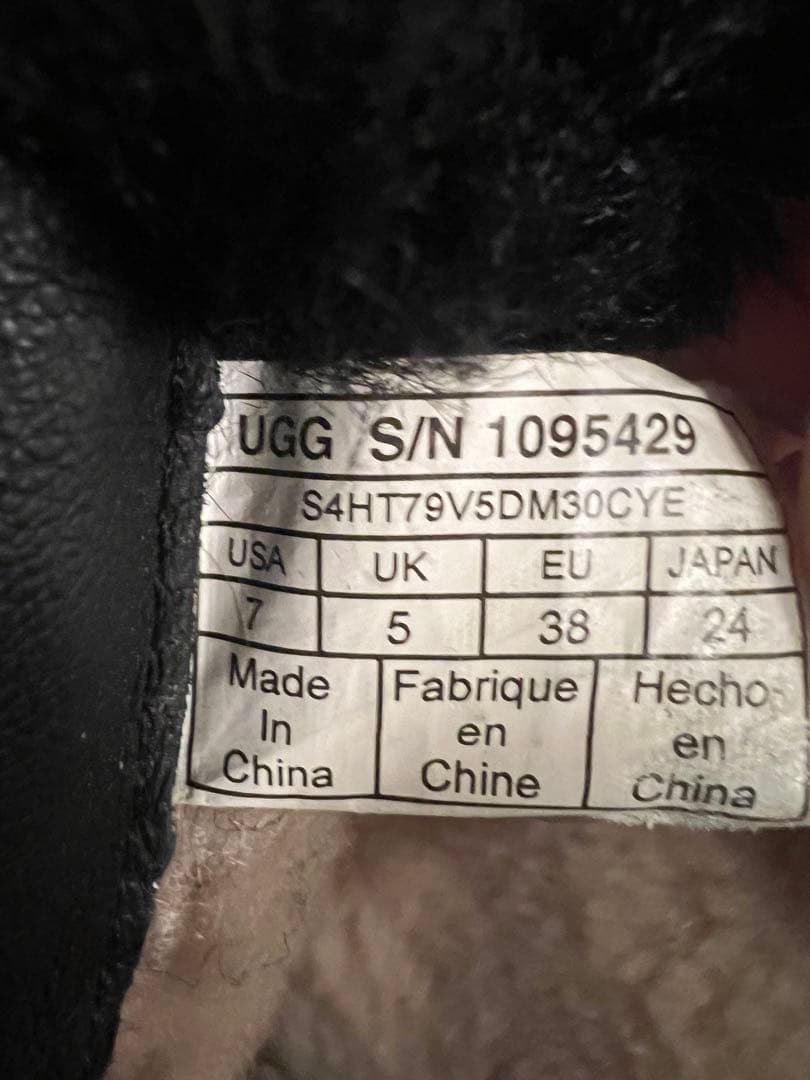 UGG S/N 1095429
S4HT79V5DM30CYE
USA UK EU JAPAN
7 5 38 24
Made Fabrique Hecho
In en en
China Chine China